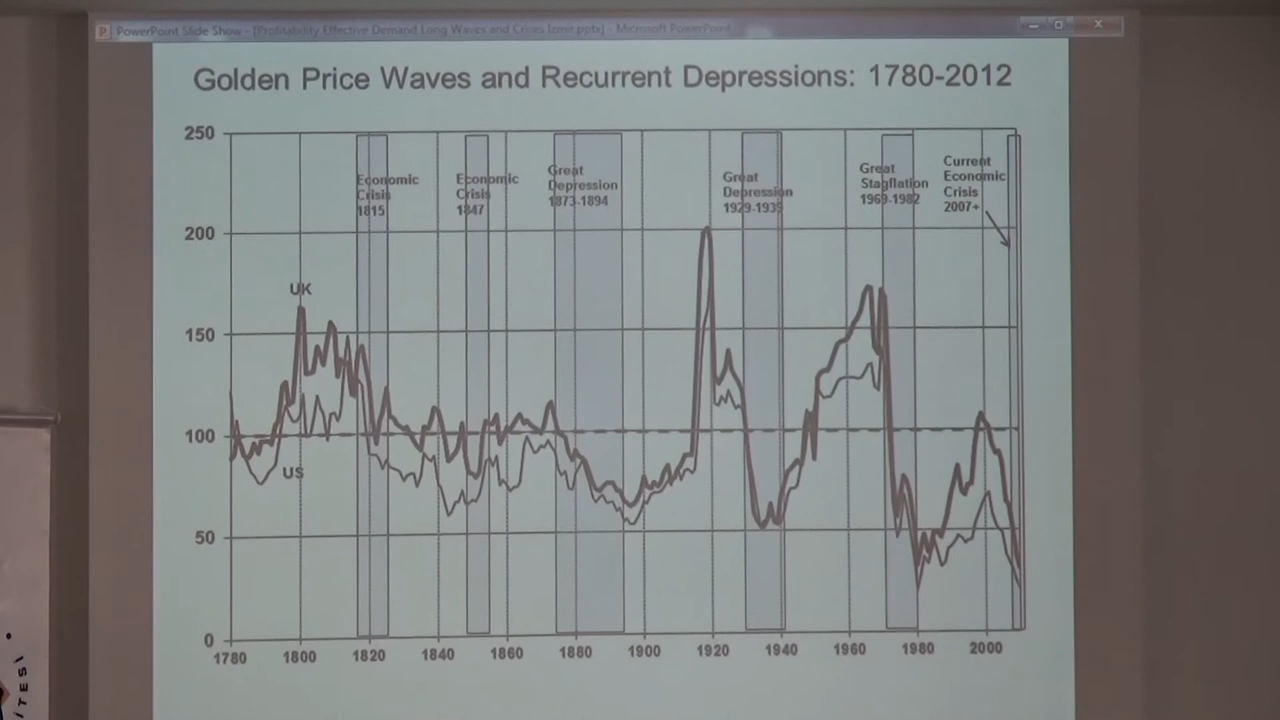 PowerPoint Slide Show - [Profitability Effective Demand Long Waves and Crises Izmir.pptx] - Microsoft PowerPoint
Golden Price Waves and Recurrent Depressions: 1780-2012
250
200
150
100
50
0
Economic
Crisis
1815
Economic
Crisis
1847
Great
Depression
1873-1894
Great
Depression
1929-1939
Great
Stagflation
1969-1982
Current
Economic
Crisis
2007+
UK
US
1780 1800 1820 1840 1860 1880 1900 1920 1940 1960 1980 2000